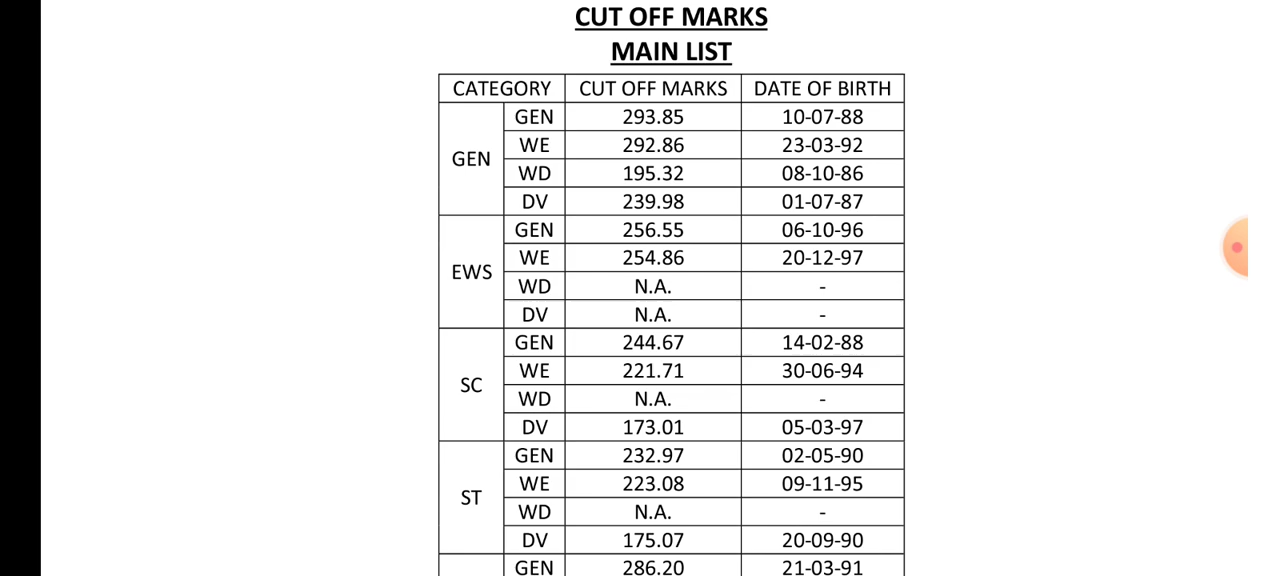 CUT OFF MARKS
MAIN LIST
CATEGORY CUT OFF MARKS DATE OF BIRTH
GEN GEN 293.85 10-07-88
WE 292.86 23-03-92
WD 195.32 08-10-86
DV 239.98 01-07-87
EWS GEN 256.55 06-10-96
WE 254.86 20-12-97
WD N.A. -
DV N.A. -
SC GEN 244.67 14-02-88
WE 221.71 30-06-94
WD N.A. -
DV 173.01 05-03-97
ST GEN 232.97 02-05-90
WE 223.08 09-11-95
WD N.A. -
DV 175.07 20-09-90
GEN 286.20 21-03-91